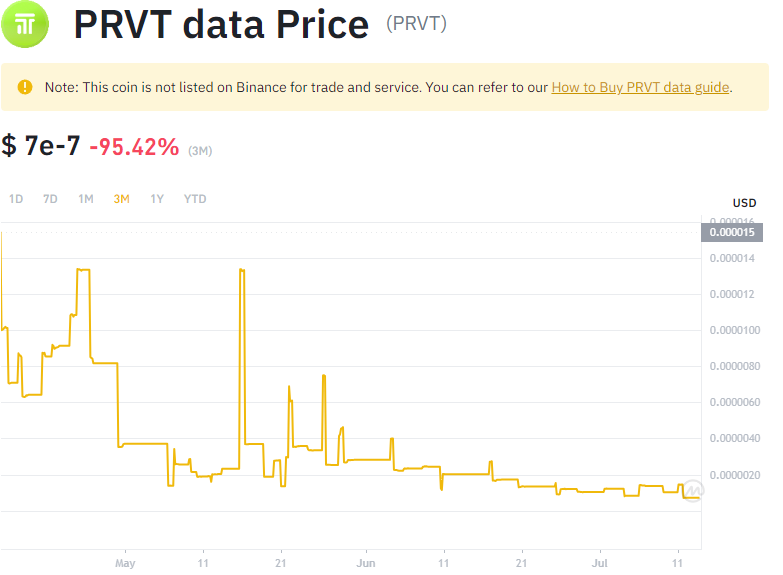 PRVT data Price (PRVT)
Note: This coin is not listed on Binance for trade and service. You can refer to our How to Buy PRVT data guide.
$ 7e-7 -95.42% (3M)
1D 7D 1M 3M 1Y YTD
USD
0.000016
0.000015
0.000014
0.000012
0.0000100
0.0000080
0.0000060
0.0000040
0.0000020
May 11 21 Jun 11 21 Jul 11